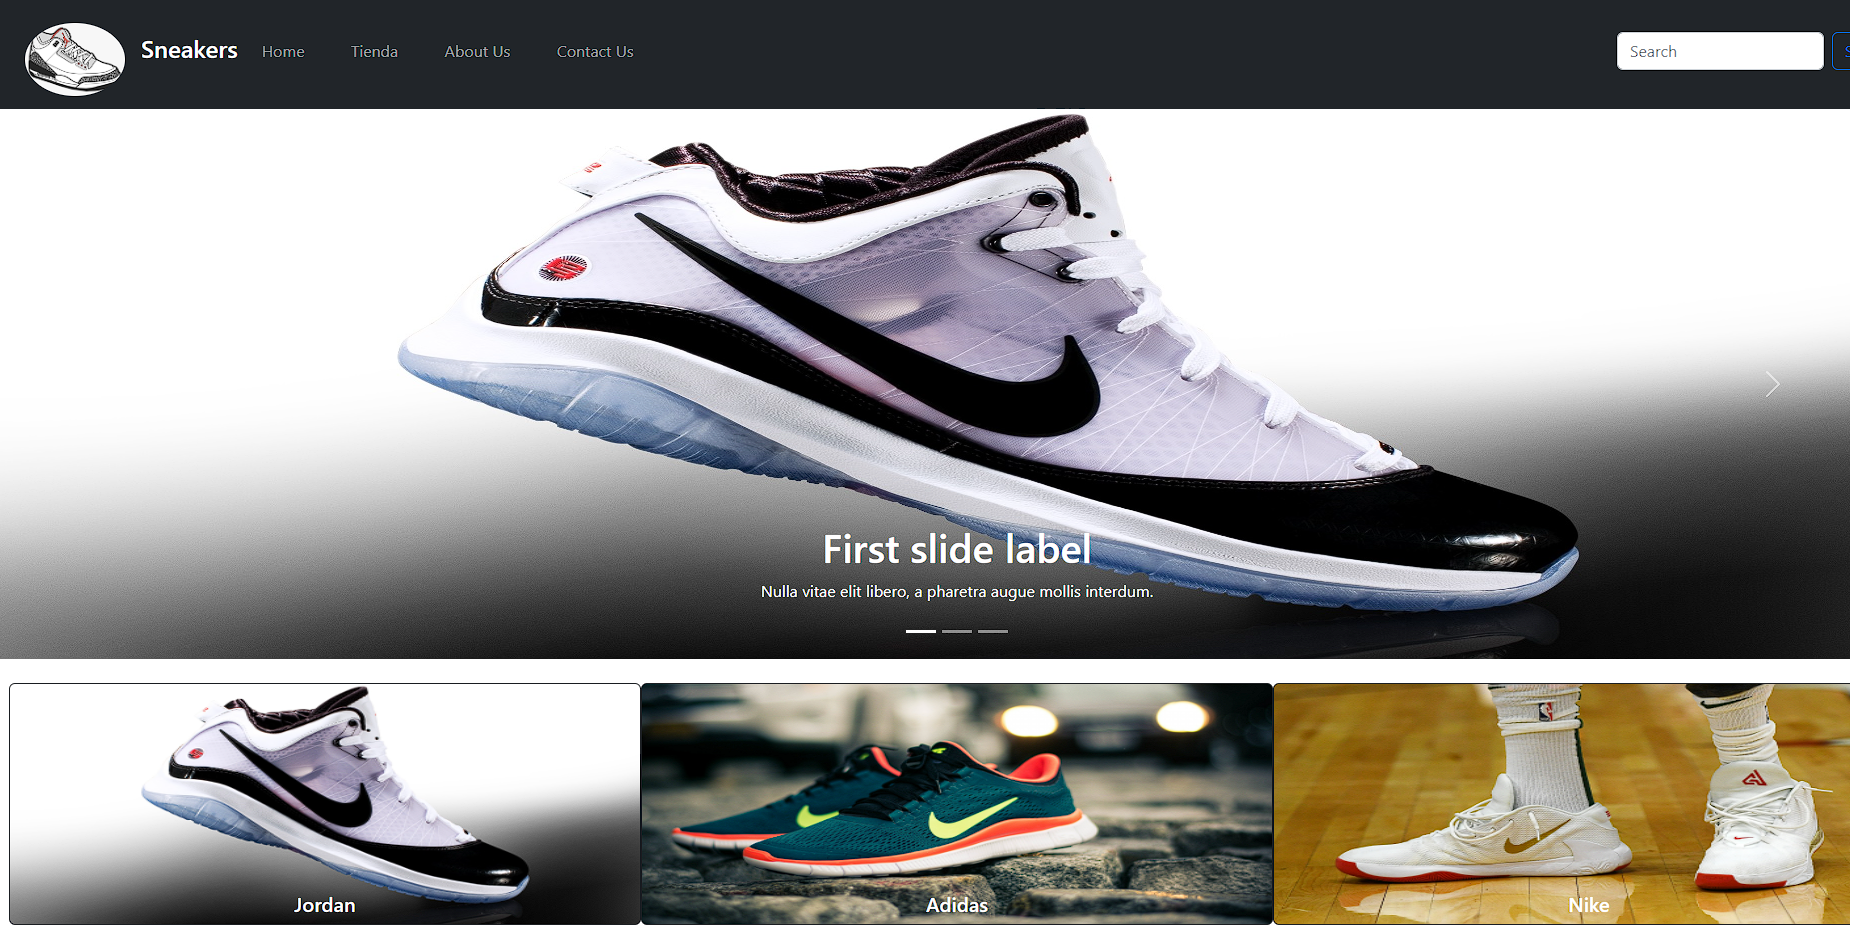 Sneakers Home Tienda About Us Contact Us Search
First slide label
Nulla vitae elit libero, a pharetra augue mollis interdum.
Jordan Adidas Nike